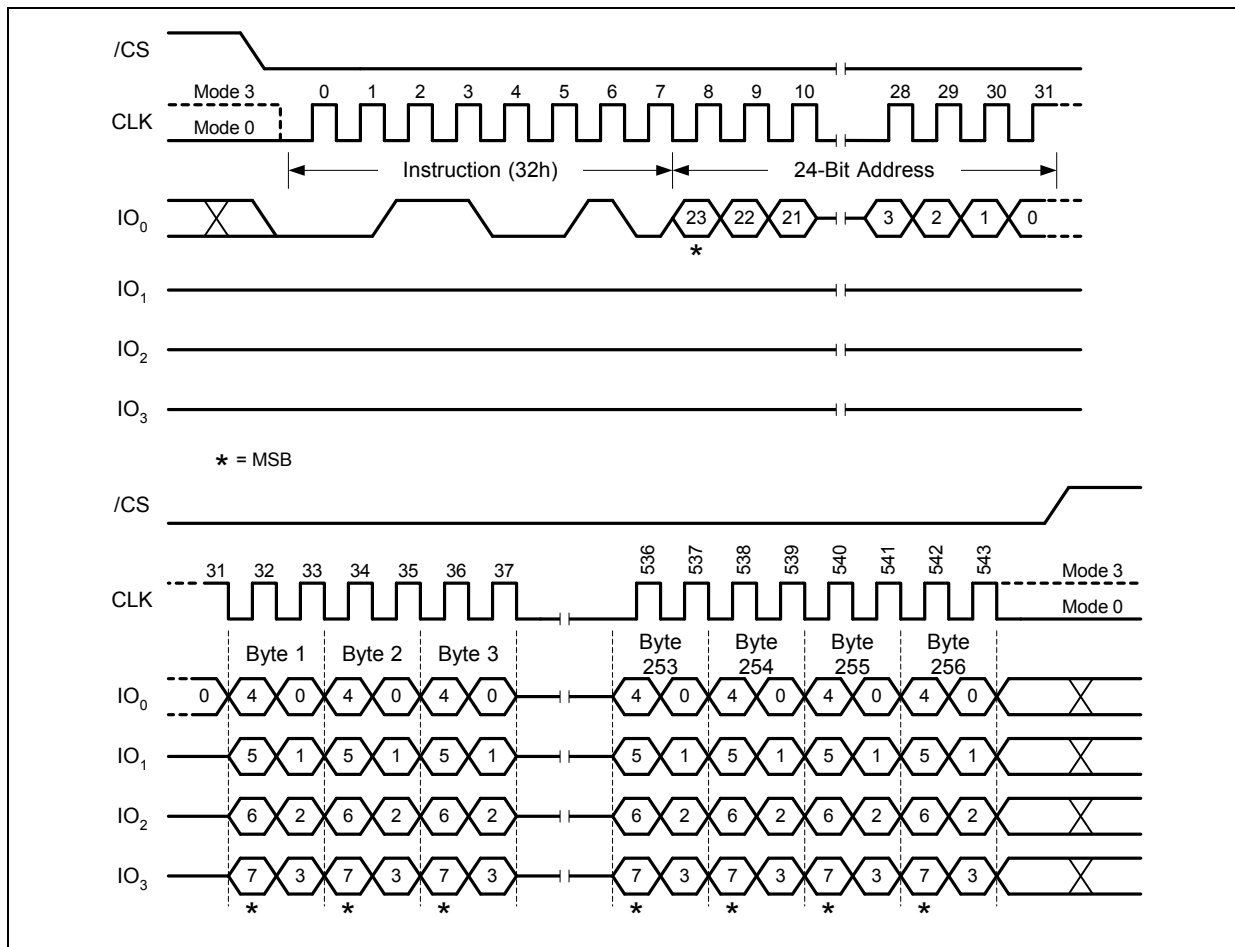 /CS
Mode 3 0 1 2 3 4 5 6 7 8 9 10 28 29 30 31
CLK
Mode 0
Instruction (32h) 24-Bit Address
IO0 23 22 21 3 2 1 0
*
IO1
IO2
IO3
* = MSB
/CS
31 32 33 34 35 36 37 536 537 538 539 540 541 542 543 Mode 3
CLK
Mode 0
Byte 1 Byte 2 Byte 3 Byte 253 Byte 254 Byte 255 Byte 256
IO0 0 4 0 4 0 4 0 4 0 4 0 4 0 4 0
IO1 5 1 5 1 5 1 5 1 5 1 5 1 5 1
IO2 6 2 6 2 6 2 6 2 6 2 6 2 6 2
IO3 7 3 7 3 7 3 7 3 7 3 7 3 7 3
* * * * * * *